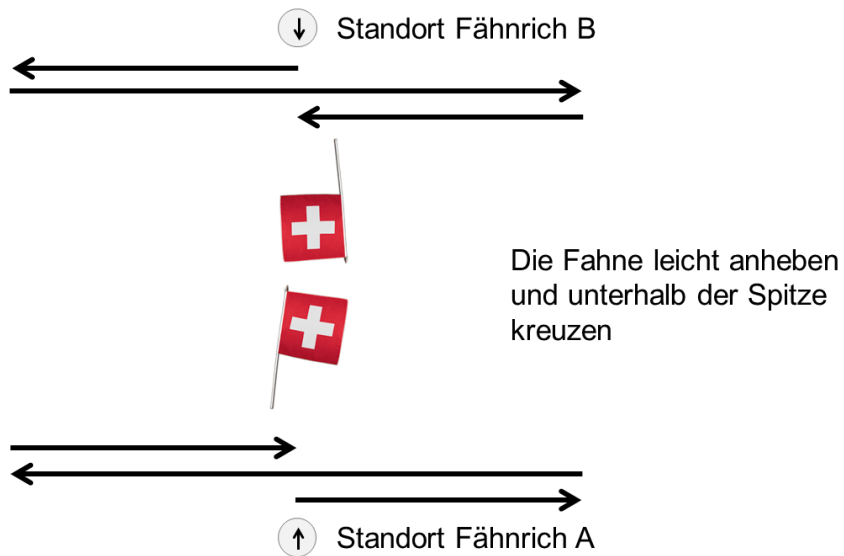 Standort Fähnrich B
Die Fahne leicht anheben
und unterhalb der Spitze
kreuzen
Standort Fähnrich A